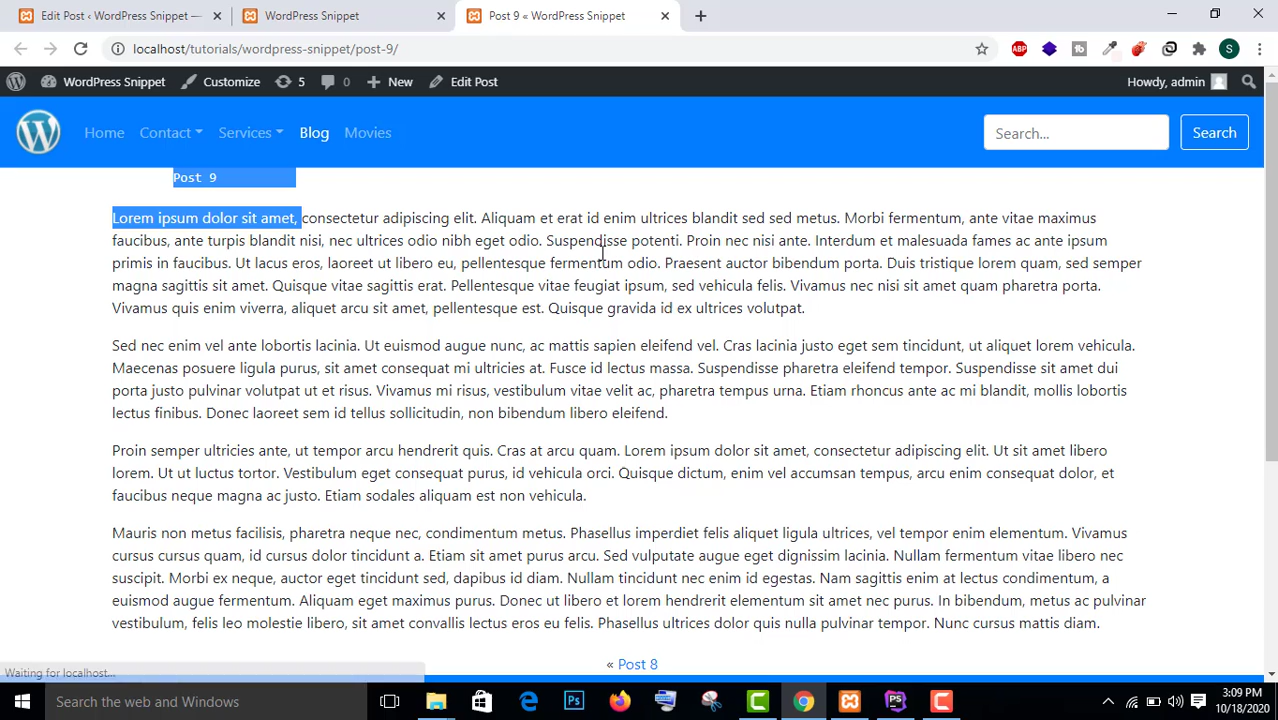 Edit Post ‹ WordPress Snippet —
WordPress Snippet
Post 9 « WordPress Snippet
localhost/tutorials/wordpress-snippet/post-9/
ABP
S
WordPress Snippet
Customize
5
0
New
Edit Post
Howdy, admin
Home
Contact
Services
Blog
Movies
Search...
Search
Post 9
Lorem ipsum dolor sit amet, consectetur adipiscing elit. Aliquam et erat id enim ultrices blandit sed sed metus. Morbi fermentum, ante vitae maximus
faucibus, ante turpis blandit nisi, nec ultrices odio nibh eget odio. Suspendisse potenti. Proin nec nisi ante. Interdum et malesuada fames ac ante ipsum
primis in faucibus. Ut lacus eros, laoreet ut libero eu, pellentesque fermentum odio. Praesent auctor bibendum porta. Duis tristique lorem quam, sed semper
magna sagittis sit amet. Quisque vitae sagittis erat. Pellentesque vitae feugiat ipsum, sed vehicula felis. Vivamus nec nisi sit amet quam pharetra porta.
Vivamus quis enim viverra, aliquet arcu sit amet, pellentesque est. Quisque gravida id ex ultrices volutpat.
Sed nec enim vel ante lobortis lacinia. Ut euismod augue nunc, ac mattis sapien eleifend vel. Cras lacinia justo eget sem tincidunt, ut aliquet lorem vehicula.
Maecenas posuere ligula purus, sit amet consequat mi ultricies at. Fusce id lectus massa. Suspendisse pharetra eleifend tempor. Suspendisse sit amet dui
porta justo pulvinar volutpat ut et risus. Vivamus mi risus, vestibulum vitae velit ac, pharetra tempus urna. Etiam rhoncus ante ac mi blandit, mollis lobortis
lectus finibus. Donec laoreet sem id tellus sollicitudin, non bibendum libero eleifend.
Proin semper ultricies ante, ut tempor arcu hendrerit quis. Cras at arcu quam. Lorem ipsum dolor sit amet, consectetur adipiscing elit. Ut sit amet libero
lorem. Ut ut luctus tortor. Vestibulum eget consequat purus, id vehicula orci. Quisque dictum, enim vel accumsan tempus, arcu enim consequat dolor, et
faucibus neque magna ac justo. Etiam sodales aliquam est non vehicula.
Mauris non metus facilisis, pharetra neque nec, condimentum metus. Phasellus imperdiet felis aliquet ligula ultrices, vel tempor enim elementum. Vivamus
cursus cursus quam, id cursus dolor tincidunt a. Etiam sit amet purus arcu. Sed vulputate augue eget dignissim lacinia. Nullam fermentum vitae libero nec
suscipit. Morbi ex neque, auctor eget tincidunt sed, dapibus id diam. Nullam tincidunt nec enim id egestas. Nam sagittis enim at lectus condimentum, a
euismod augue fermentum. Aliquam eget maximus purus. Donec ut libero et lorem hendrerit elementum sit amet nec purus. In bibendum, metus ac pulvinar
vestibulum, felis leo molestie libero, sit amet convallis lectus eros eu felis. Phasellus ultrices dolor quis nulla pulvinar tempor. Nunc cursus mattis diam.
« Post 8
Waiting for localhost...
Search the web and Windows
Ps
PS
3:09 PM
10/18/2020